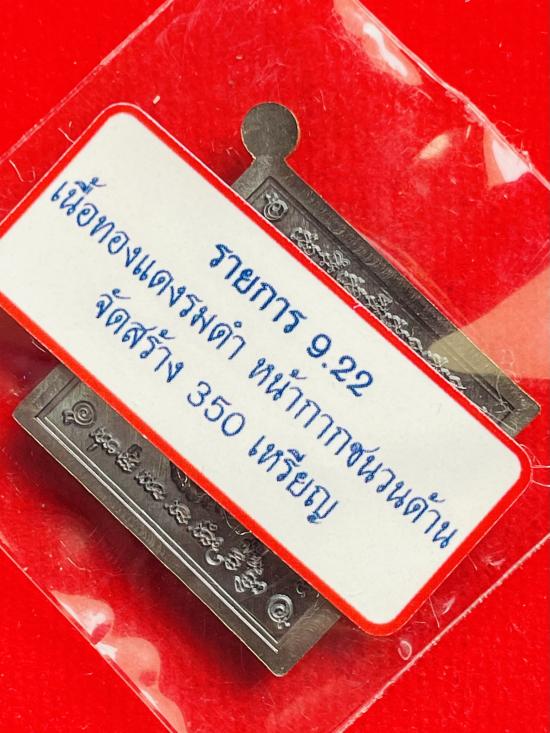 รายการ 9.22
เนื้อทองแดงรมดำ หน้ากากชนวนด้าน
จัดสร้าง 350 เหรียญ